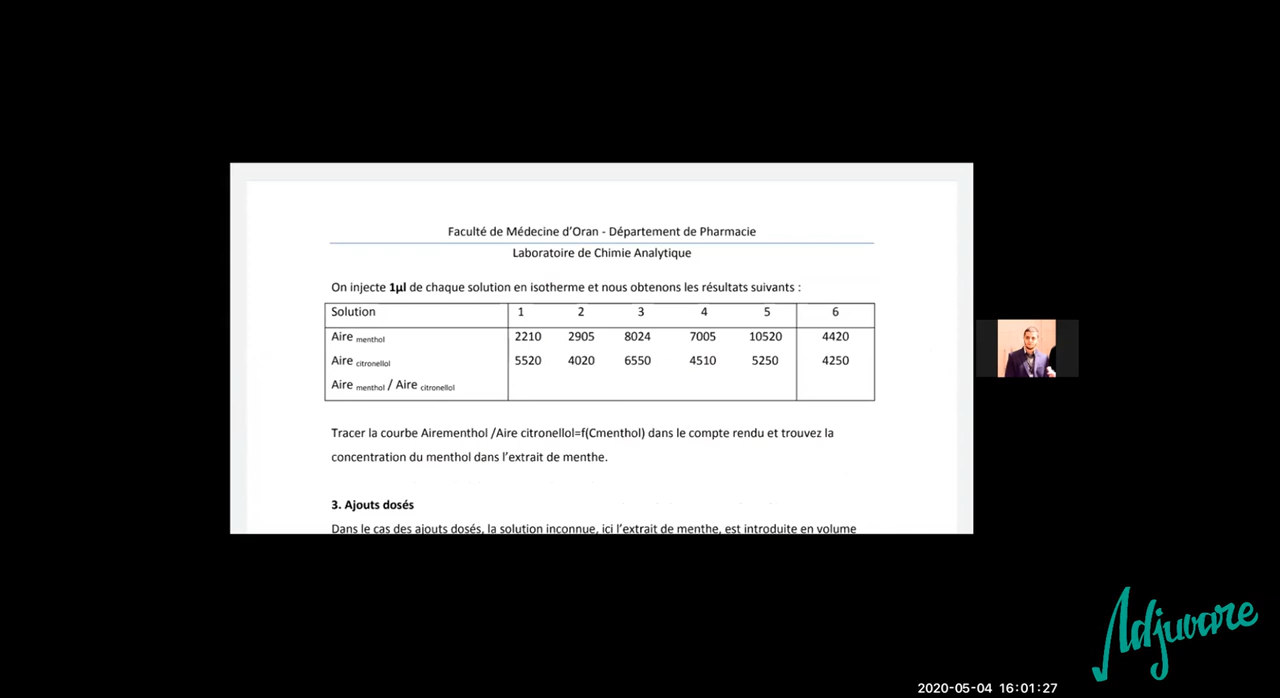 Faculté de Médecine d'Oran - Département de Pharmacie
Laboratoire de Chimie Analytique
On injecte 1µl de chaque solution en isotherme et nous obtenons les résultats suivants :
Solution 1 2 3 4 5 6
Aire menthol 2210 2905 8024 7005 10520 4420
Aire citronellol 5520 4020 6550 4510 5250 4250
Aire menthol / Aire citronellol
Tracer la courbe Airementhol /Aire citronellol=f(Cmenthol) dans le compte rendu et trouvez la
concentration du menthol dans l'extrait de menthe.
3. Ajouts dosés
Dans le cas des ajouts dosés, la solution inconnue, ici l'extrait de menthe, est introduite en volume
Adjuvare
2020-05-04 16:01:27